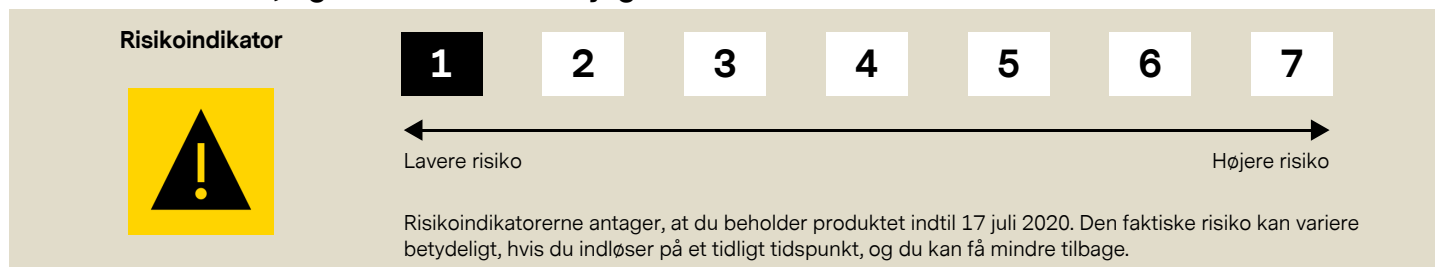 Risikoindikator
1 2 3 4 5 6 7
Lavere risiko Højere risiko
Risikoindikatorerne antager, at du beholder produktet indtil 17 juli 2020. Den faktiske risiko kan variere
betydeligt, hvis du indløser på et tidligt tidspunkt, og du kan få mindre tilbage.